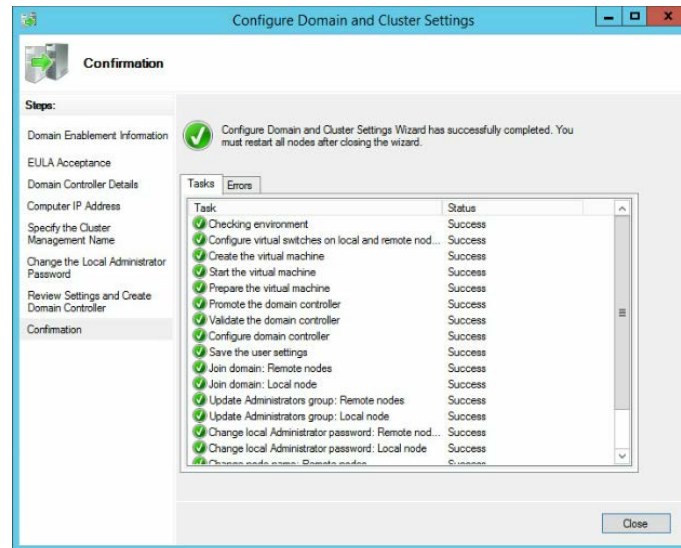 Configure Domain and Cluster Settings
Confirmation
Steps:
Domain Enablement Information
EULA Acceptance
Domain Controller Details
Computer IP Address
Specify the Cluster
Management Name
Change the Local Administrator
Password
Review Settings and Create
Domain Controller
Confirmation
Configure Domain and Cluster Settings Wizard has successfully completed. You
must restart all nodes after closing the wizard.
Tasks Errors
Task Status
Checking environment Success
Configure virtual switches on local and remote nod... Success
Create the virtual machine Success
Start the virtual machine Success
Prepare the virtual machine Success
Promote the domain controller Success
Validate the domain controller Success
Configure domain controller Success
Save the user settings Success
Join domain: Remote nodes Success
Join domain: Local node Success
Update Administrators group: Remote nodes Success
Update Administrators group: Local node Success
Change local Administrator password: Remote nod... Success
Change local Administrator password: Local node Success
Change node name: Remote nodes Success
Close